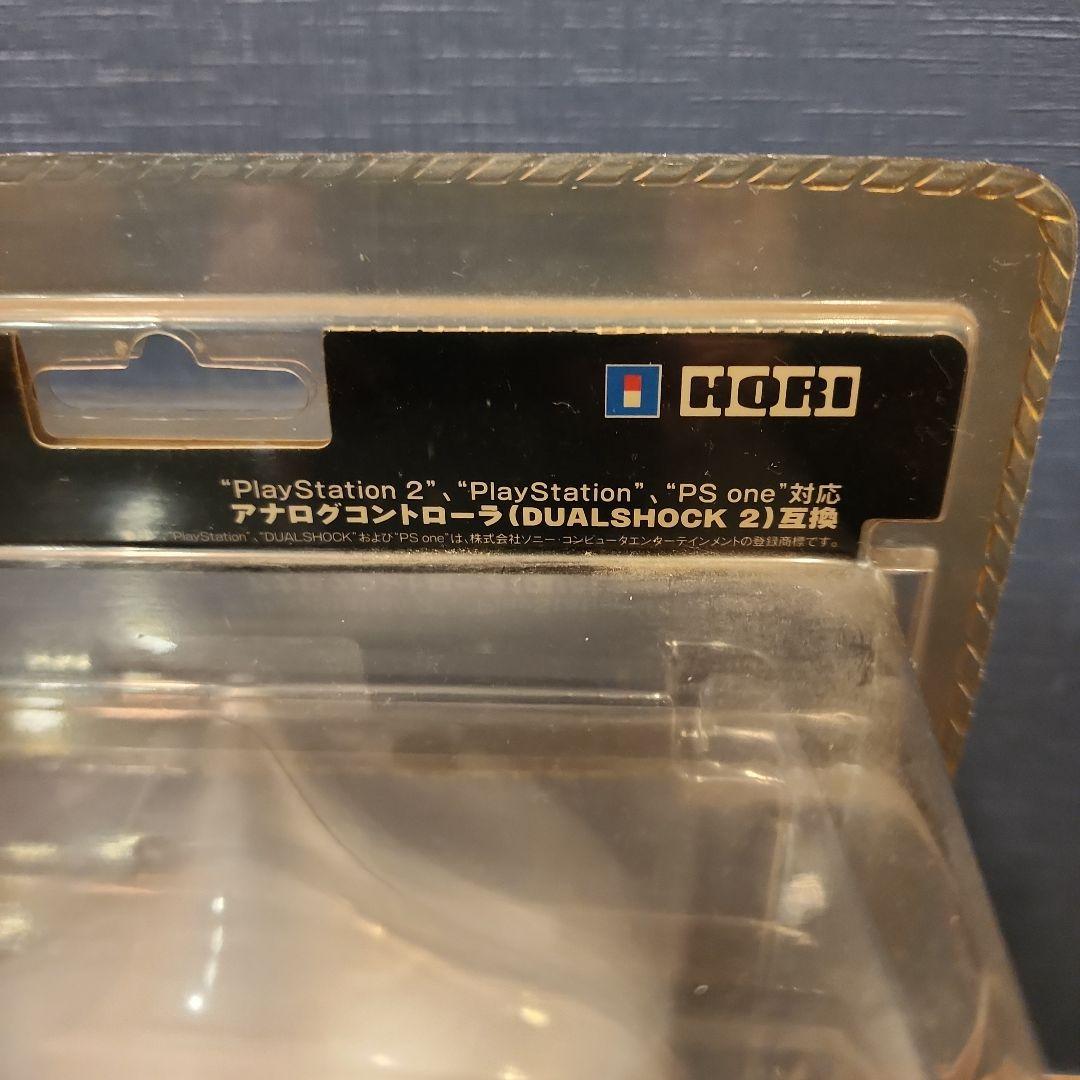 HORI
“PlayStation 2”、“PlayStation”、“PS one”対応
アナログコントローラ(DUALSHOCK 2)互換
“PlayStation”、“DUALSHOCK”および“PS one”は、株式会社ソニー・コンピュータエンターテインメントの登録商標です。